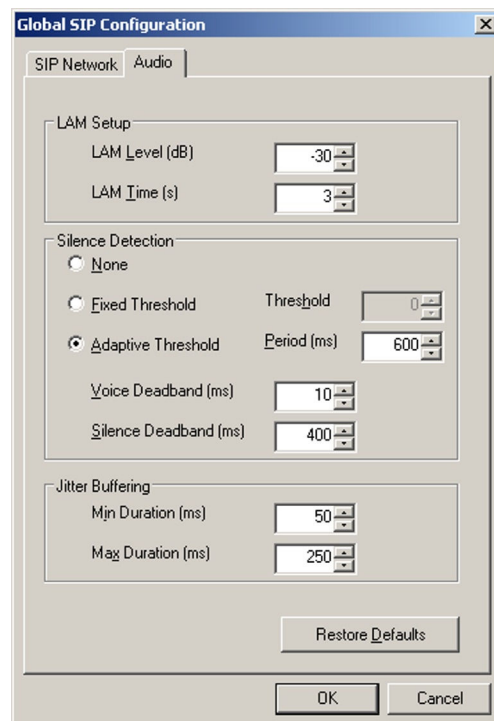 Global SIP Configuration
SIP Network Audio
LAM Setup
LAM Level (dB) -30
LAM Time (s) 3
Silence Detection
None
Fixed Threshold Threshold 0
Adaptive Threshold Period (ms) 600
Voice Deadband (ms) 10
Silence Deadband (ms) 400
Jitter Buffering
Min Duration (ms) 50
Max Duration (ms) 250
Restore Defaults
OK Cancel